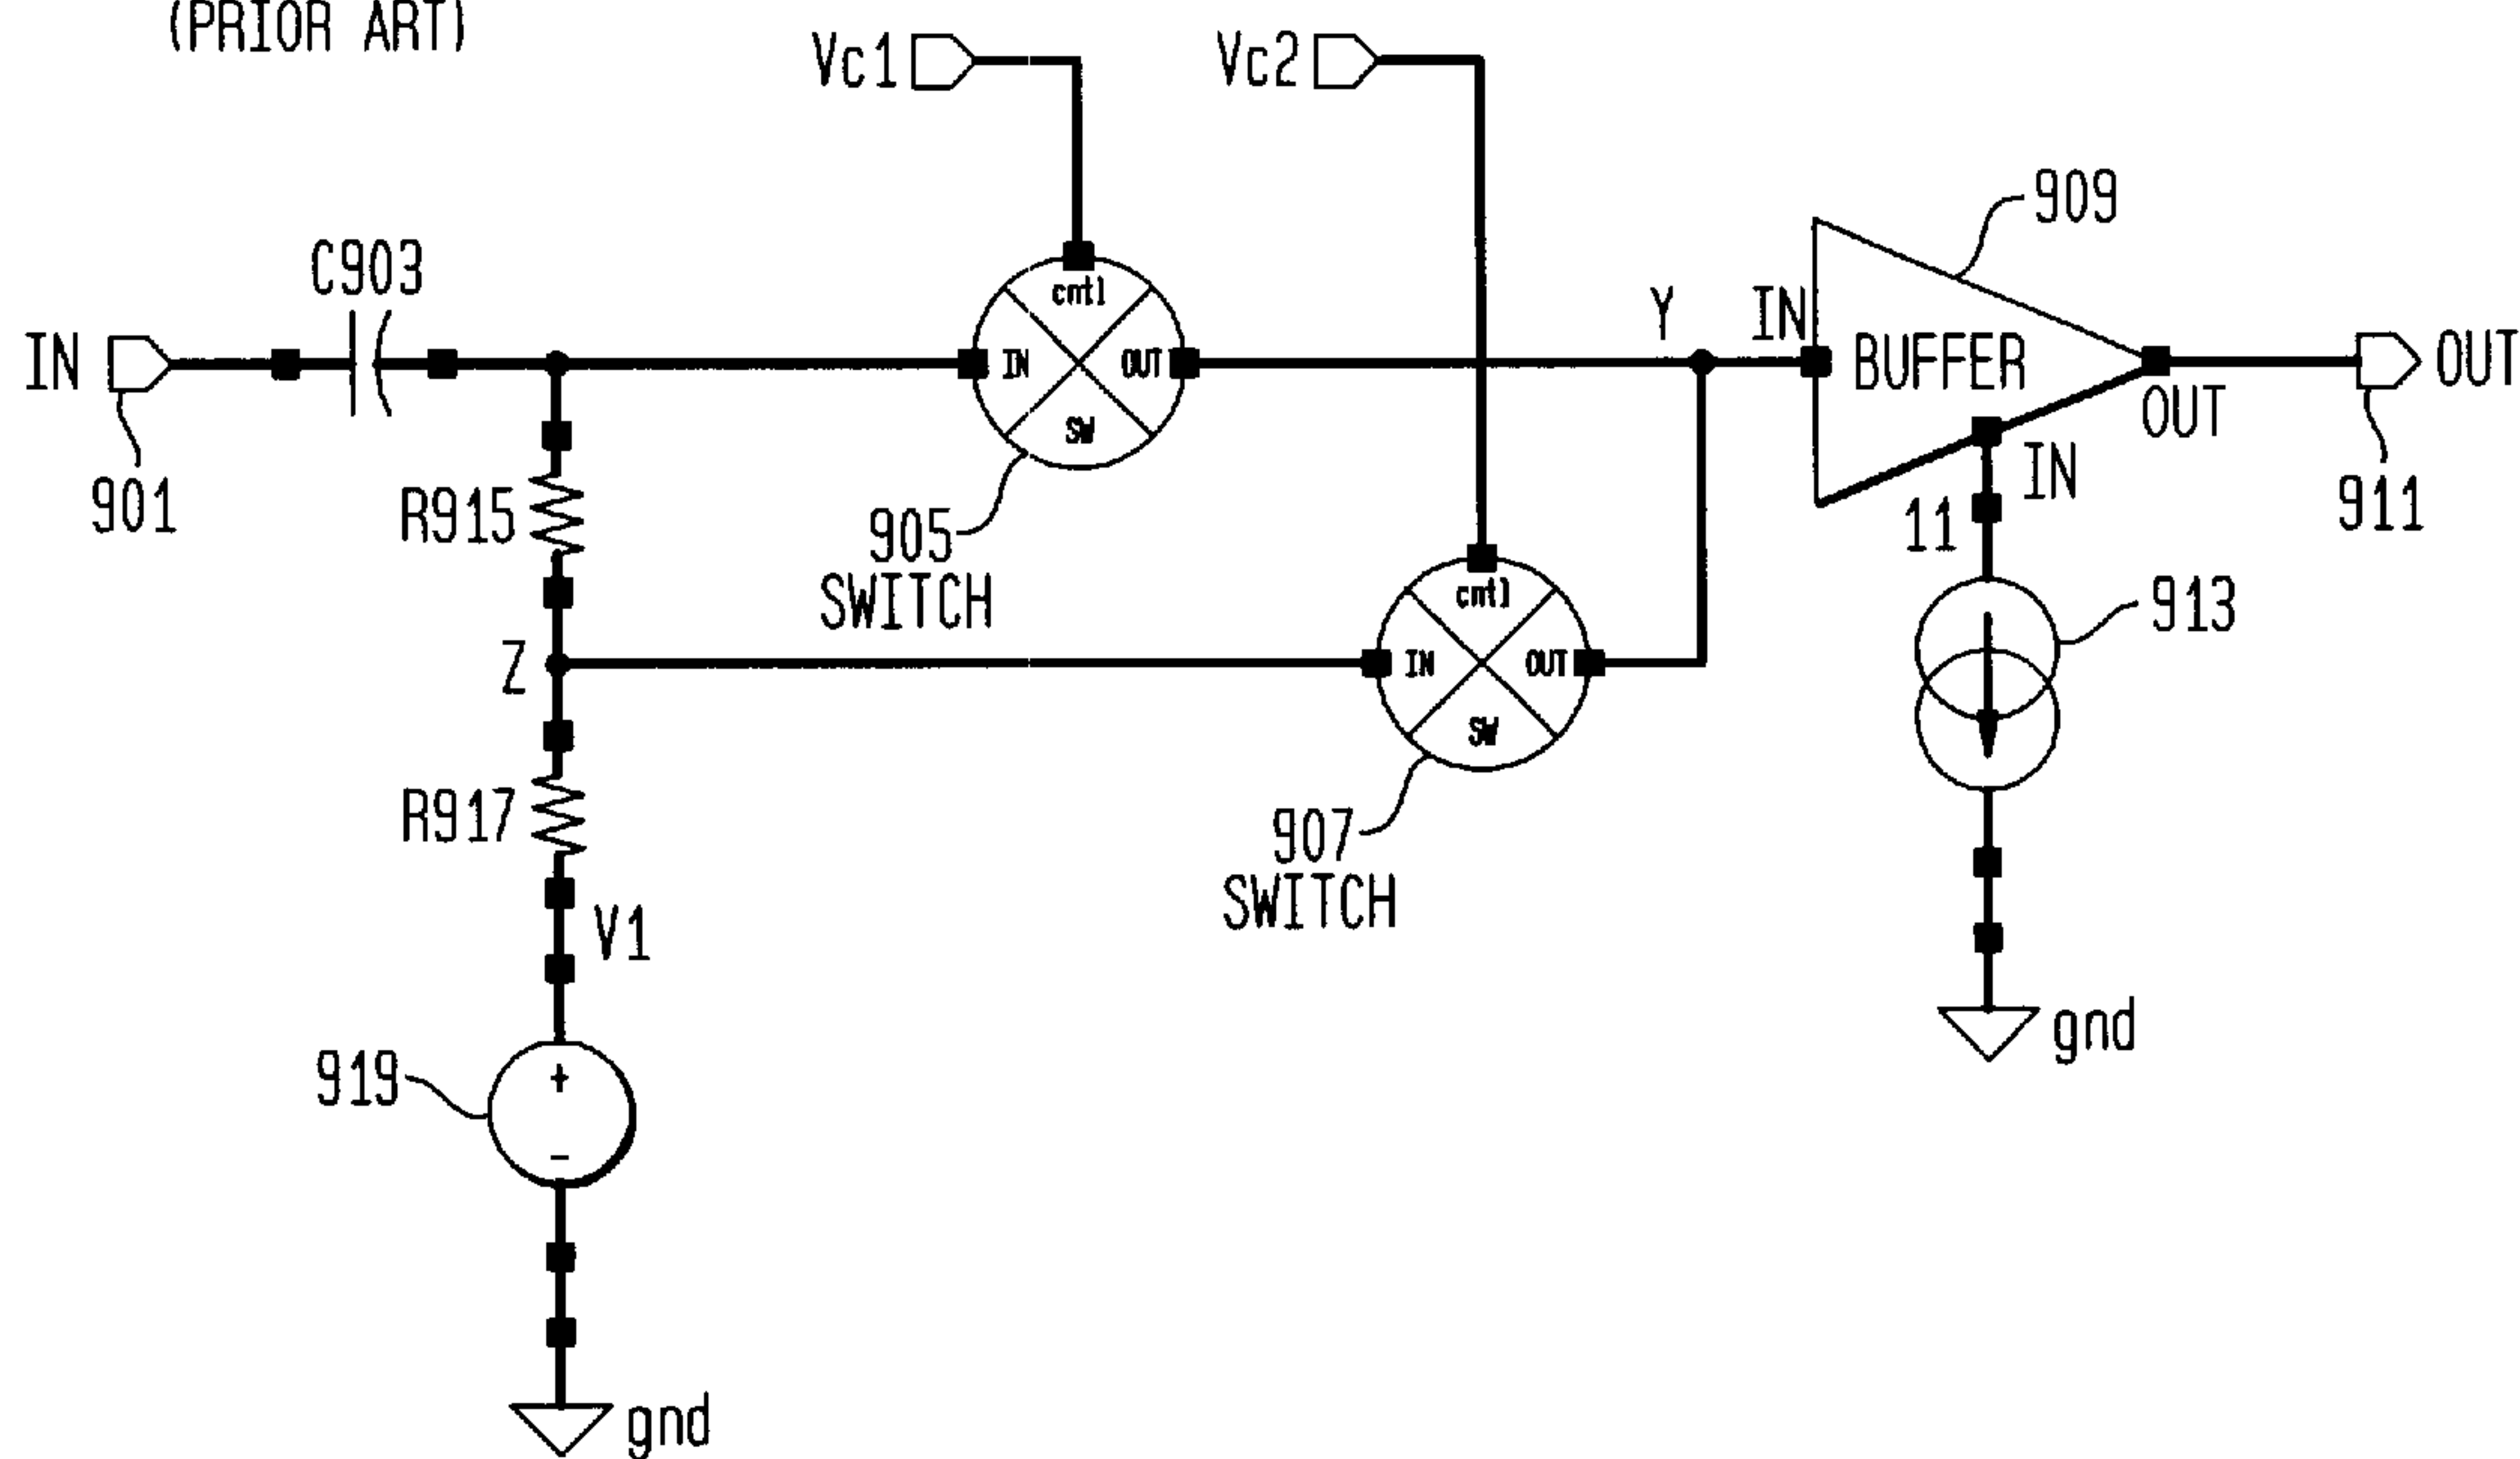 (PRIOR ART)
Vc1
Vc2
909
C903
cntl
Y
IN
IN
IN
OUT
BUFFER
OUT
SW
OUT
IN
901
R915
905
SWITCH
11
911
cntl
913
Z
IN
OUT
SW
R917
907
SWITCH
V1
gnd
919
+
-
gnd